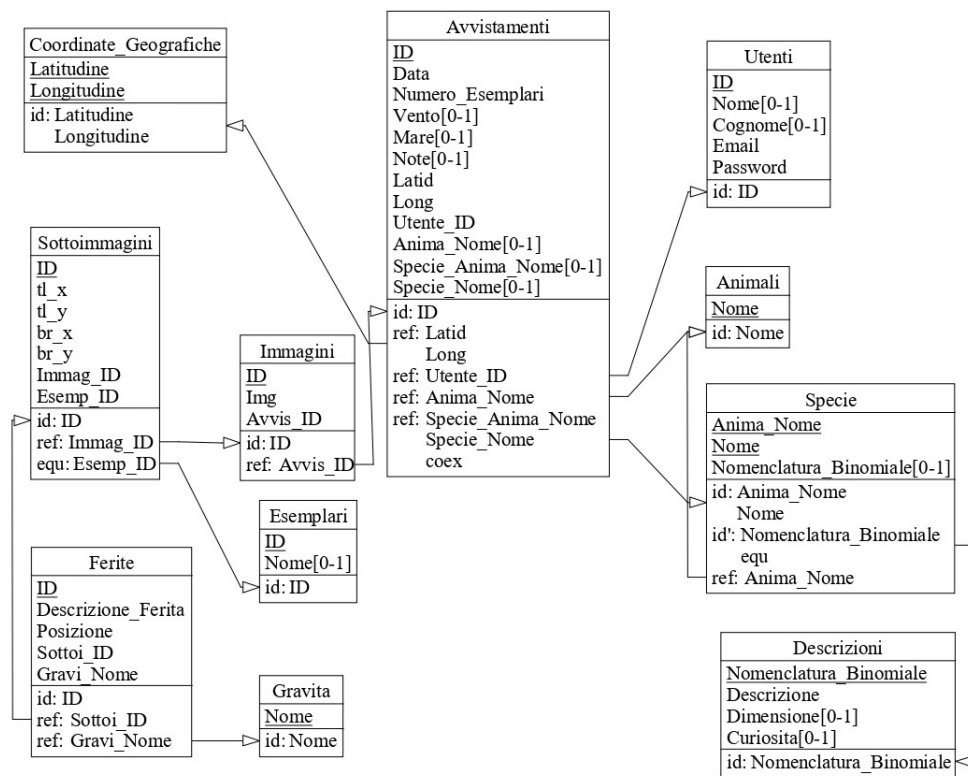 Coordinate_Geografiche
Latitudine
Longitudine
id: Latitudine
Longitudine
Avvistamenti
ID
Data
Numero_Esemplari
Vento[0-1]
Mare[0-1]
Note[0-1]
Latid
Long
Utente_ID
Anima_Nome[0-1]
Specie_Anima_Nome[0-1]
Specie_Nome[0-1]
id: ID
ref: Latid
Long
ref: Utente_ID
ref: Anima_Nome
ref: Specie_Anima_Nome
Specie_Nome
coex
Utenti
ID
Nome[0-1]
Cognome[0-1]
Email
Password
id: ID
Sottoimmagini
ID
tl_x
tl_y
br_x
br_y
Immag_ID
Esemp_ID
id: ID
ref: Immag_ID
equ: Esemp_ID
Immagini
ID
Img
Avvis_ID
id: ID
ref: Avvis_ID
Animali
Nome
id: Nome
Specie
Anima_Nome
Nome
Nomenclatura_Binomiale[0-1]
id: Anima_Nome
Nome
id': Nomenclatura_Binomiale
equ
ref: Anima_Nome
Esemplari
ID
Nome[0-1]
id: ID
Ferite
ID
Descrizione_Ferita
Posizione
Sottoi_ID
Gravi_Nome
id: ID
ref: Sottoi_ID
ref: Gravi_Nome
Gravita
Nome
id: Nome
Descrizioni
Nomenclatura_Binomiale
Descrizione
Dimensione[0-1]
Curiosita[0-1]
id: Nomenclatura_Binomiale